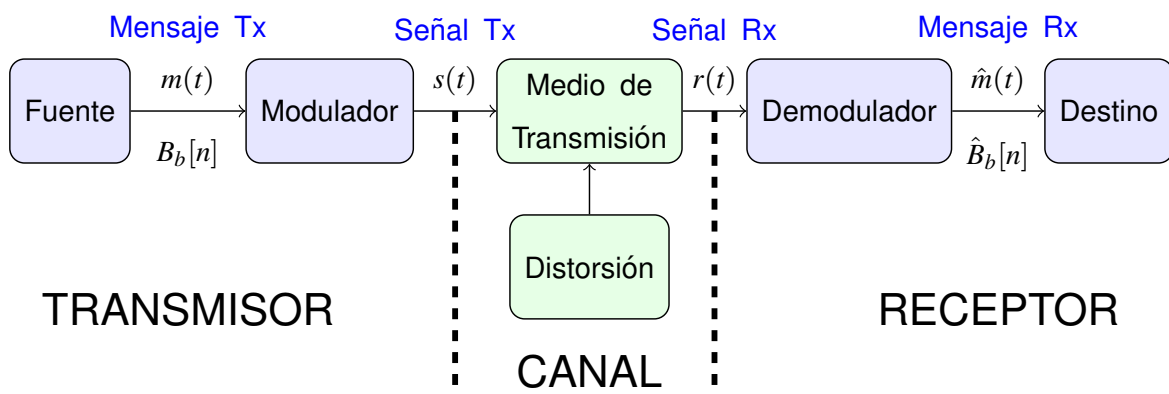 Mensaje Tx
Señal Tx
Señal Rx
Mensaje Rx
Fuente
m(t)
B_b[n]
Modulador
s(t)
Medio de
Transmisión
r(t)
Demodulador
m̂(t)
B̂_b[n]
Destino
Distorsión
TRANSMISOR
CANAL
RECEPTOR